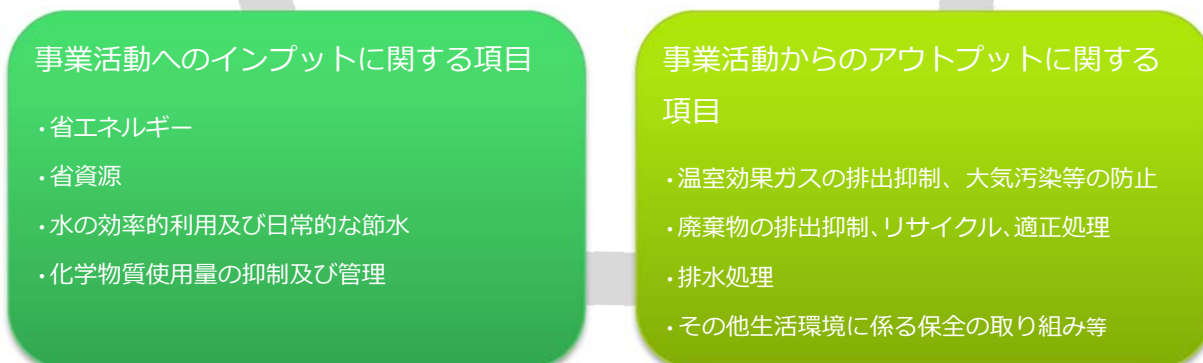 事業活動へのインプットに関する項目
・省エネルギー
・省資源
・水の効率的利用及び日常的な節水
・化学物質使用量の抑制及び管理
事業活動からのアウトプットに関する
項目
・温室効果ガスの排出抑制、大気汚染等の防止
・廃棄物の排出抑制、リサイクル、適正処理
・排水処理
・その他生活環境に係る保全の取り組み等